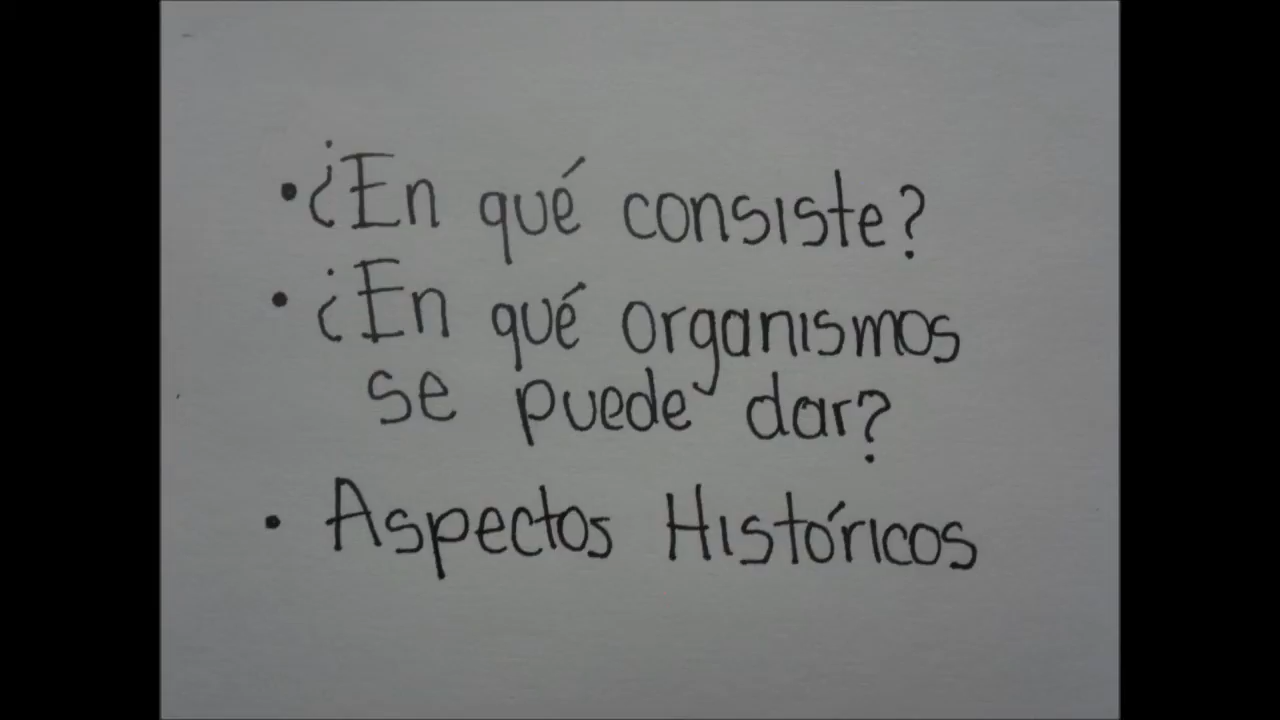 • ¿En qué consiste?
• ¿En qué organismos
se puede dar?
• Aspectos Históricos